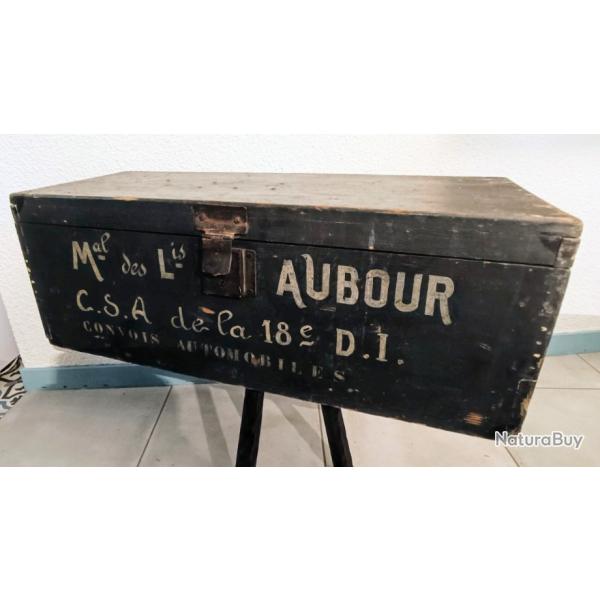 Mal des Lis AUBOUR
C.S.A de la 18e D.I.
CONVOIS AUTOMOBILES
NaturaBuy